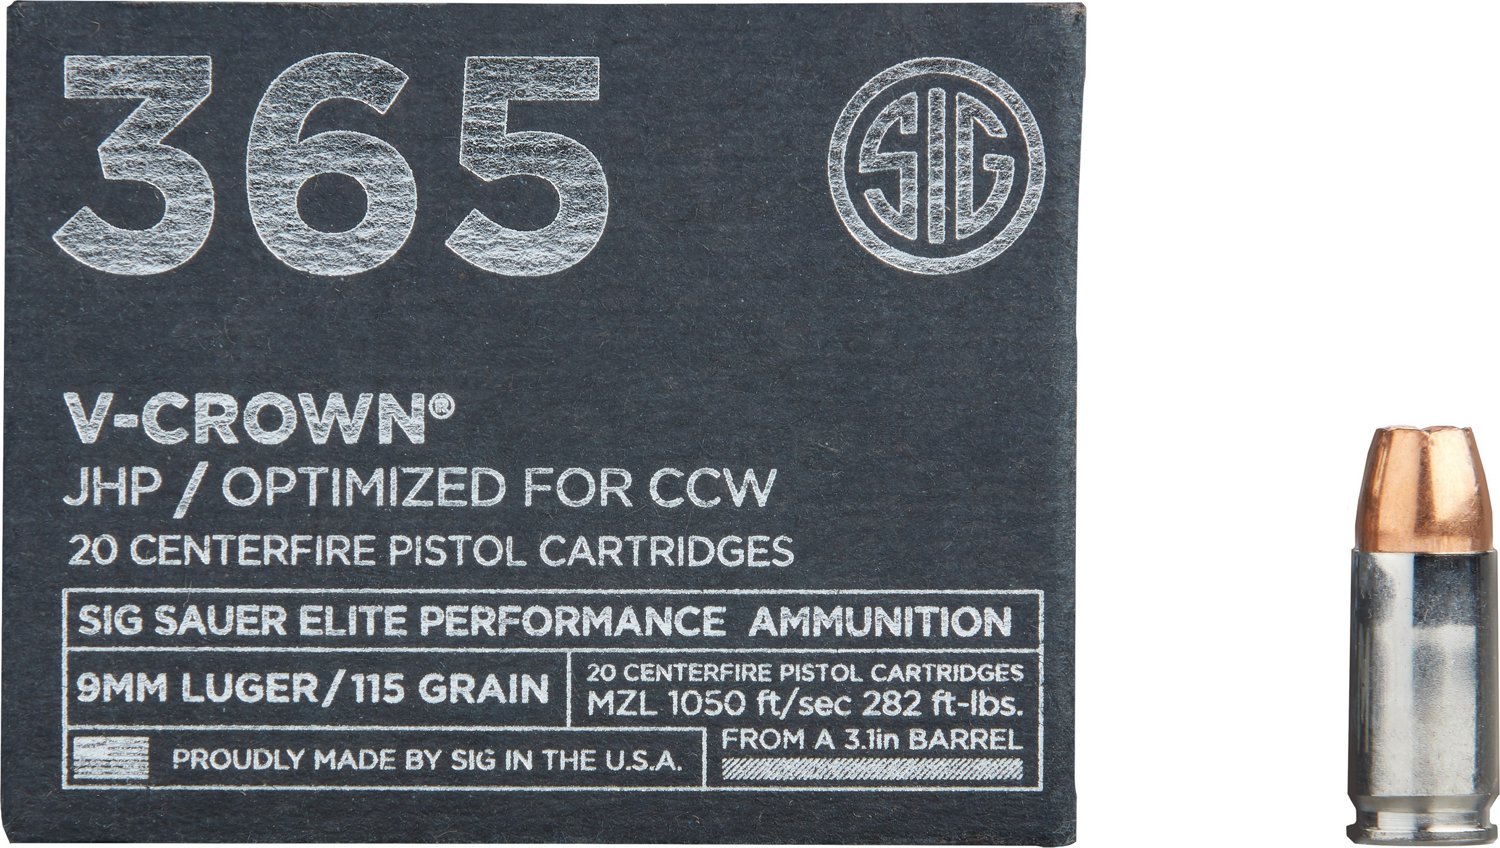 365
SIG
V-CROWN®
JHP / OPTIMIZED FOR CCW
20 CENTERFIRE PISTOL CARTRIDGES
SIG SAUER ELITE PERFORMANCE AMMUNITION
9MM LUGER/115 GRAIN
20 CENTERFIRE PISTOL CARTRIDGES
MZL 1050 ft/sec 282 ft-lbs.
FROM A 3.1in BARREL
PROUDLY MADE BY SIG IN THE U.S.A.